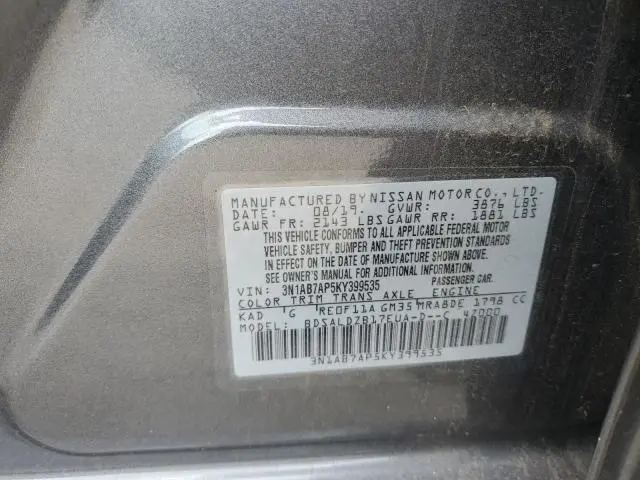 MANUFACTURED BY NISSAN MOTOR CO., LTD.
DATE: 08/19 GVWR: 3876 LBS
GAWR FR: 2143 LBS GAWR RR: 1881 LBS
THIS VEHICLE CONFORMS TO ALL APPLICABLE FEDERAL MOTOR
VEHICLE SAFETY, BUMPER AND THEFT PREVENTION STANDARDS
IN EFFECT ON THE DATE OF MANUFACTURE SHOWN ABOVE.
SEE OWNER'S MANUAL FOR ADDITIONAL INFORMATION.
VIN: 3N1AB7AP5KY399535 PASSENGER CAR.
COLOR TRIM TRANS AXLE ENGINE
KAD G RE0F11A GM35 MRA8DE 1798 CC
MODEL: BDSALDZB17EUA-D--C 42000
3N1AB7AP5KY399535